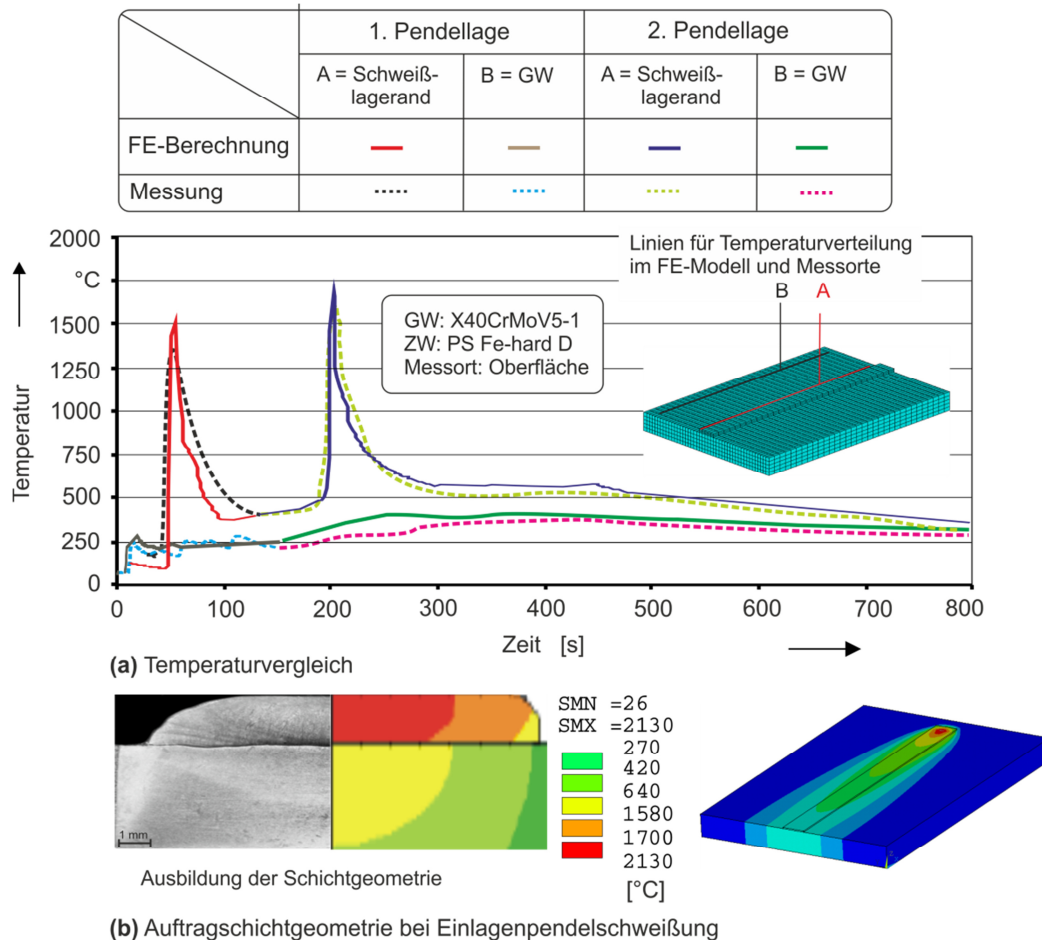 1. Pendellage 2. Pendellage
A = Schweiß-
lagerand
B = GW
A = Schweiß-
lagerand
B = GW
FE-Berechnung
Messung
2000
°C
1500
1250
1000
750
500
250
0
Temperatur
Linien für Temperaturverteilung
im FE-Modell und Messorte
B A
GW: X40CrMoV5-1
ZW: PS Fe-hard D
Messort: Oberfläche
0 100 200 300 400 500 600 700 800
Zeit [s]
(a) Temperaturvergleich
SMN =26
SMX =2130
270
420
640
1580
1700
2130
[°C]
1 mm
Ausbildung der Schichtgeometrie
(b) Auftragschichtgeometrie bei Einlagenpendelschweißung